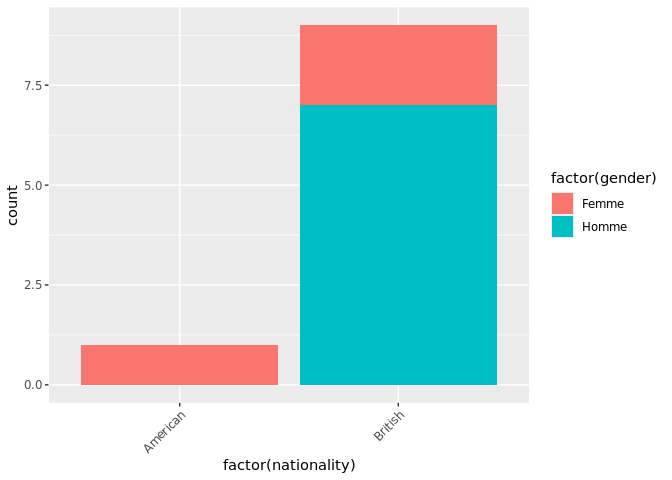 7.5
5.0
2.5
0.0
count
American
British
factor(nationality)
factor(gender)
Femme
Homme